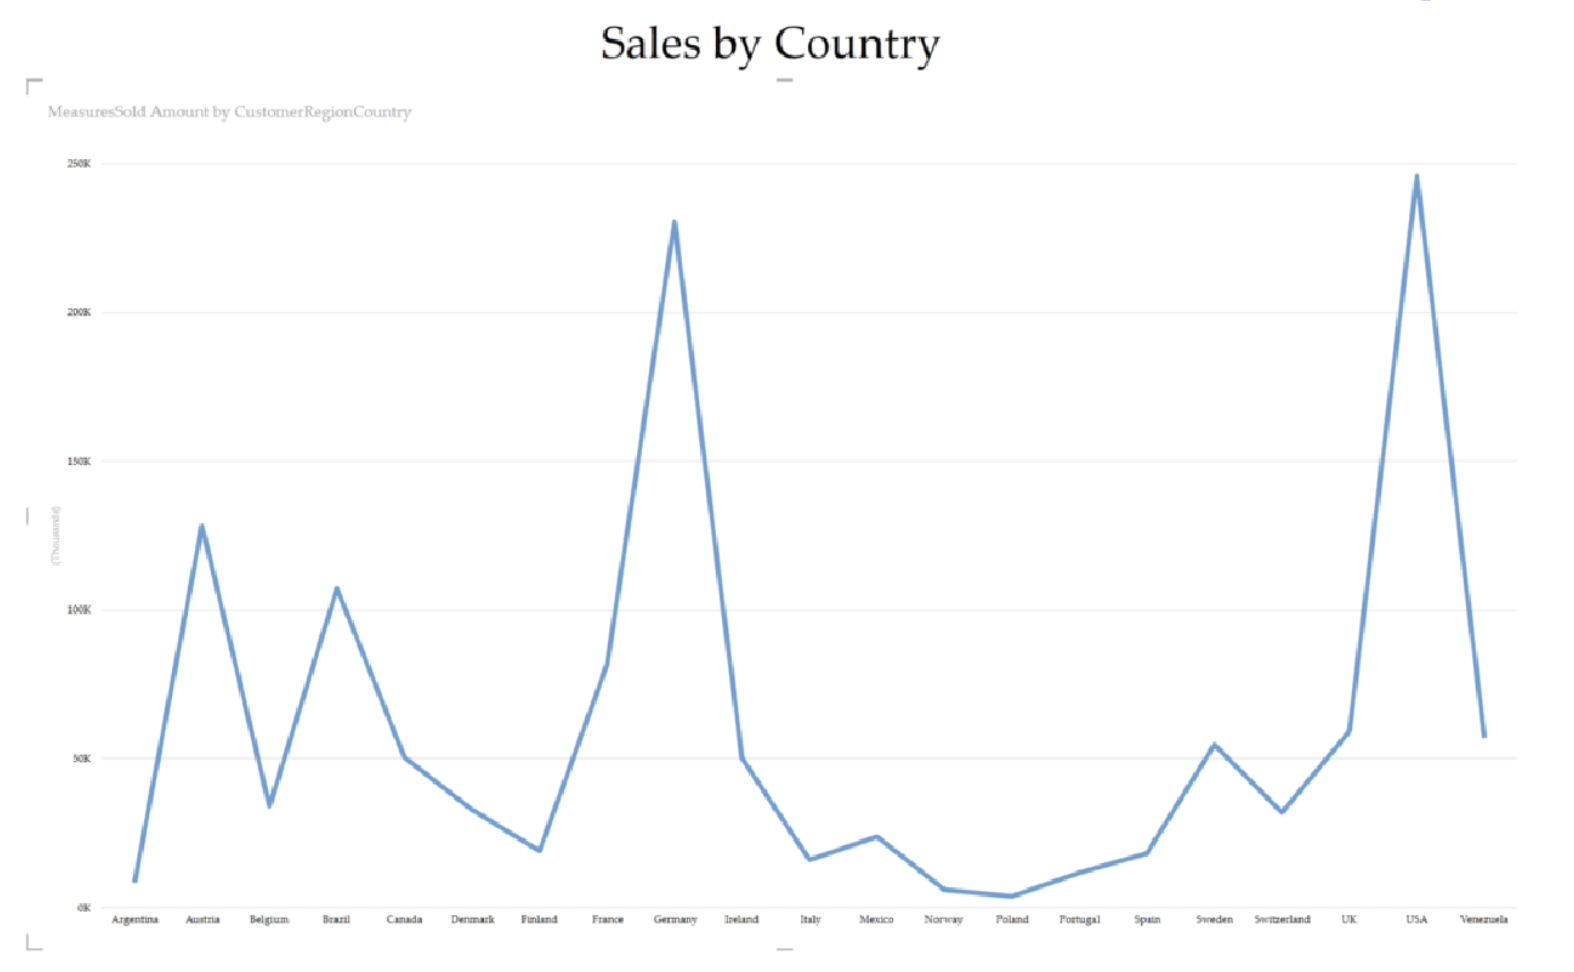 Sales by Country
MeasuresSold Amount by CustomerRegionCountry
250K
200K
150K
(Thousands)
100K
50K
0K
Argentina Austria Belgium Brazil Canada Denmark Finland France Germany Ireland Italy Mexico Norway Poland Portugal Spain Sweden Switzerland UK USA Venezuela